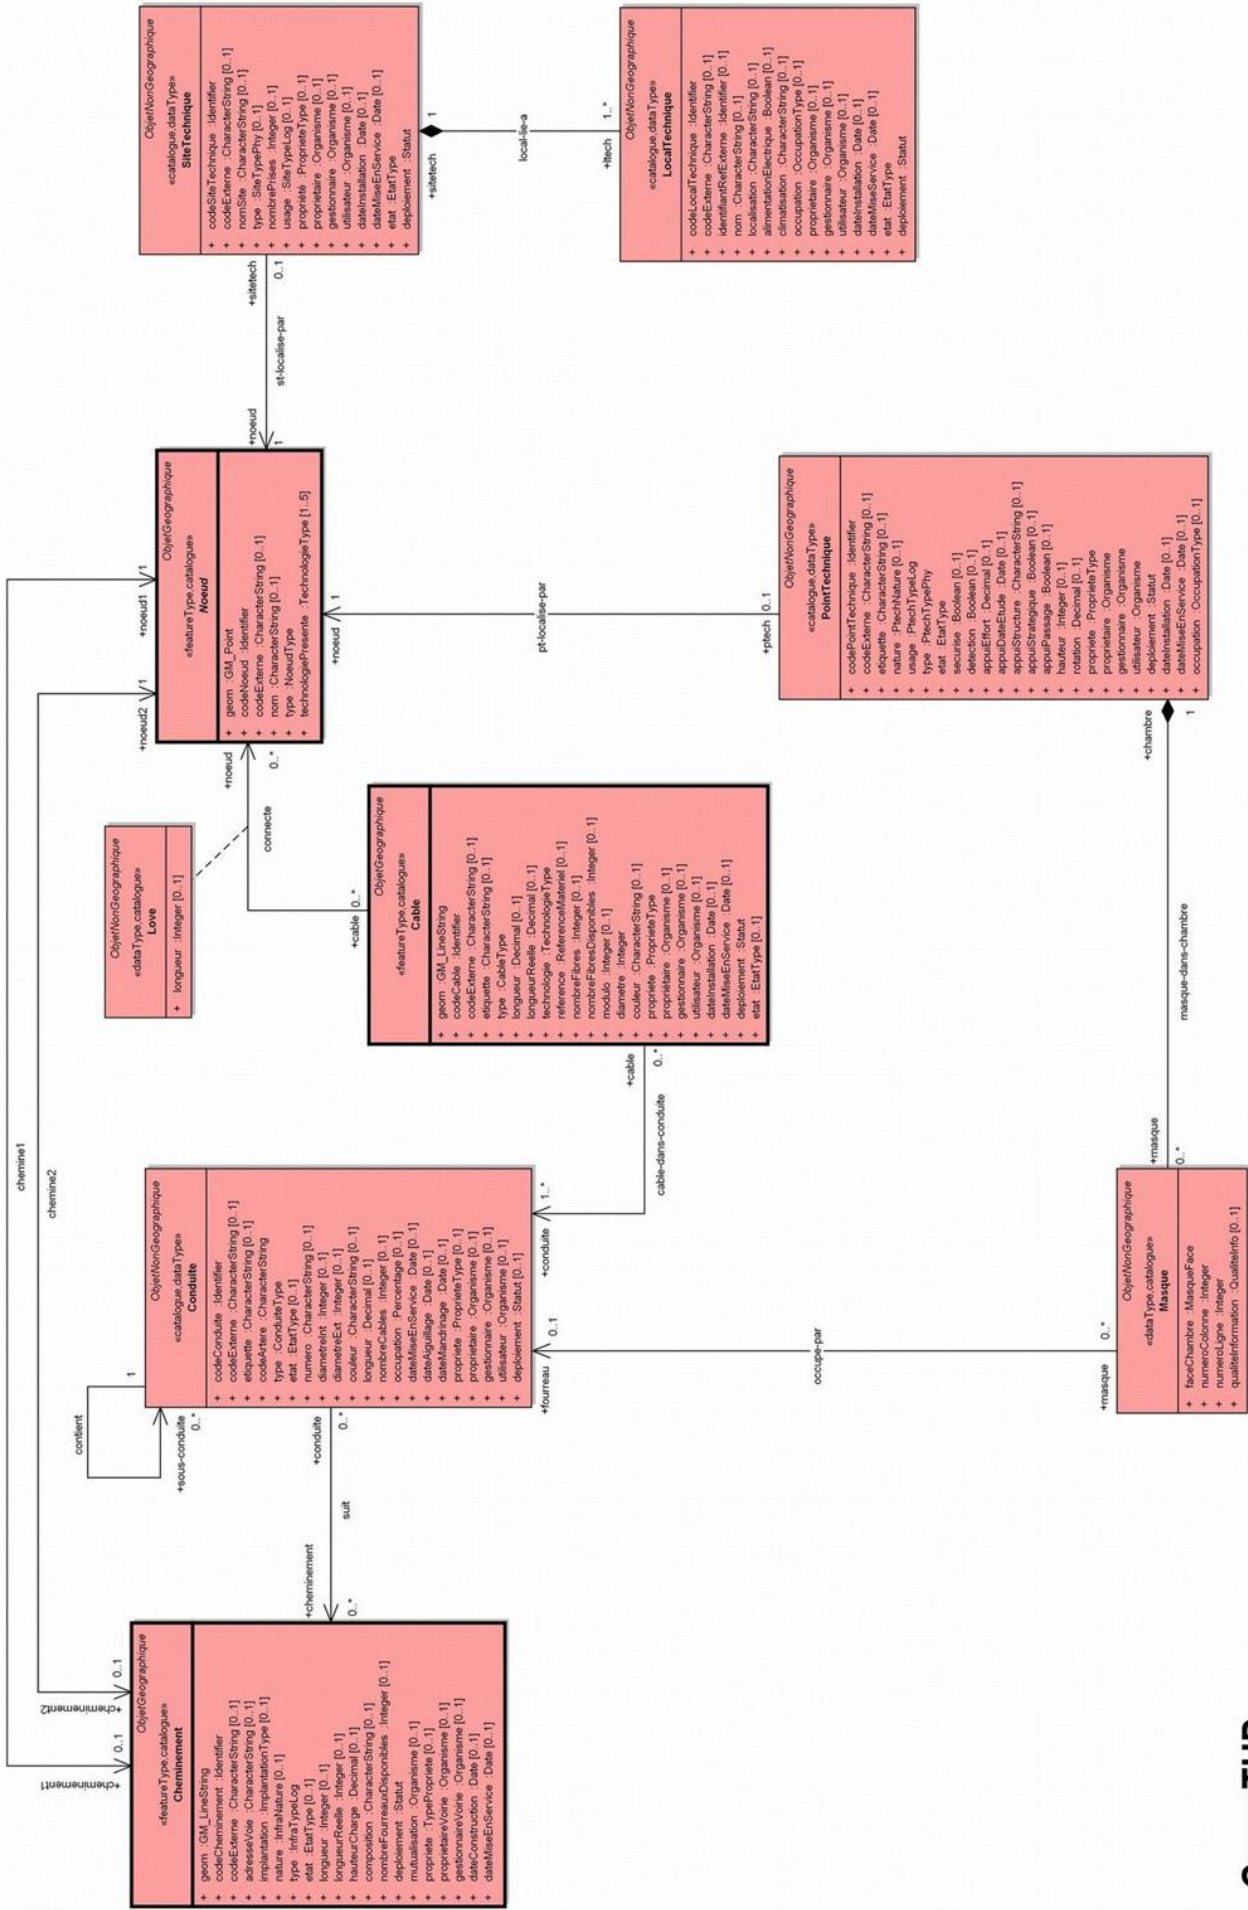 ObjetNonGeographique
«catalogue.dataType»
SiteTechnique
+ codeSiteTechnique :Identifier
+ codeExterne :CharacterString [0..1]
+ nomSite :CharacterString [0..1]
+ type :SiteTypePhy [0..1]
+ nombrePrises :Integer [0..1]
+ usage :SiteTypeLog [0..1]
+ propriété :ProprieteType [0..1]
+ proprietaire :Organisme [0..1]
+ gestionnaire :Organisme [0..1]
+ utilisateur :Organisme [0..1]
+ dateInstallation :Date [0..1]
+ dateMiseEnService :Date [0..1]
+ etat :EtatType
+ deploiement :Statut
+sitetech
1
local-lie-a
+ltech
1..*
ObjetNonGeographique
«catalogue.dataType»
LocalTechnique
+ codeLocalTechnique :Identifier
+ codeExterne :CharacterString [0..1]
+ identifiantRefExterne :Identifier [0..1]
+ nom :CharacterString [0..1]
+ localisation :CharacterString [0..1]
+ alimentationElectrique :Boolean [0..1]
+ climatisation :CharacterString [0..1]
+ occupation :OccupationType [0..1]
+ proprietaire :Organisme [0..1]
+ gestionnaire :Organisme [0..1]
+ utilisateur :Organisme [0..1]
+ dateInstallation :Date [0..1]
+ dateMiseService :Date [0..1]
+ etat :EtatType
+ deploiement :Statut
+sitetech
0..1
st-localise-par
+noeud
1
ObjetGeographique
«featureType.catalogue»
Noeud
+ geom :GM_Point
+ codeNoeud :Identifier
+ codeExterne :CharacterString [0..1]
+ nom :CharacterString [0..1]
+ type :NoeudType
+ technologiePresente :TechnologieType [1..5]
+noeud1
1
+noeud2
1
+noeud
1
pt-localise-par
+ptech 0..1
ObjetNonGeographique
«catalogue.dataType»
PointTechnique
+ codePointTechnique :Identifier
+ codeExterne :CharacterString [0..1]
+ etiquette :CharacterString [0..1]
+ nature :PtechNature [0..1]
+ usage :PtechTypeLog
+ type :PtechTypePhy
+ etat :EtatType
+ securise :Boolean [0..1]
+ detection :Boolean [0..1]
+ appuiEffort :Decimal [0..1]
+ appuiDateEtude :Date [0..1]
+ appuiStructure :CharacterString [0..1]
+ appuiStrategique :Boolean [0..1]
+ appuiPassage :Boolean [0..1]
+ hauteur :Integer [0..1]
+ rotation :Decimal [0..1]
+ propriete :ProprieteType
+ proprietaire :Organisme
+ gestionnaire :Organisme
+ utilisateur :Organisme
+ deploiement :Statut
+ dateInstallation :Date [0..1]
+ dateMiseEnService :Date [0..1]
+ occupation :OccupationType [0..1]
+noeud
0..*
connecte
+cable 0..*
ObjetNonGeographique
«dataType.catalogue»
Love
+ longueur :Integer [0..1]
ObjetGeographique
«featureType.catalogue»
Cable
+ geom :GM_LineString
+ codeCable :Identifier
+ codeExterne :CharacterString [0..1]
+ etiquette :CharacterString [0..1]
+ type :CableType
+ longueur :Decimal [0..1]
+ longueurReelle :Decimal [0..1]
+ technologie :TechnologieType
+ reference :ReferenceMateriel [0..1]
+ nombreFibres :Integer [0..1]
+ nombreFibresDisponibles :Integer [0..1]
+ modulo :Integer [0..1]
+ diametre :Integer
+ couleur :CharacterString [0..1]
+ propriete :ProprieteType
+ propriétaire :Organisme [0..1]
+ gestionnaire :Organisme [0..1]
+ utilisateur :Organisme [0..1]
+ dateInstallation :Date [0..1]
+ dateMiseEnService :Date [0..1]
+ deploiement :Statut
+ etat :EtatType [0..1]
+cable
0..*
cable-dans-conduite
+conduite
1..*
+chambre
1
masque-dans-chambre
+masque
0..*
chemine1
chemine2
ObjetNonGeographique
«catalogue.dataType»
Conduite
+ codeConduite :Identifier
+ codeExterne :CharacterString [0..1]
+ etiquette :CharacterString [0..1]
+ codeArtere :CharacterString
+ type :ConduiteType
+ etat :EtatType [0..1]
+ numero :CharacterString [0..1]
+ diametreInt :Integer [0..1]
+ diametreExt :Integer [0..1]
+ couleur :CharacterString [0..1]
+ longueur :Decimal [0..1]
+ nombreCables :Integer [0..1]
+ occupation :Percentage [0..1]
+ dateMiseEnService :Date [0..1]
+ dateAiguillage :Date [0..1]
+ dateMandrinage :Date [0..1]
+ propriete :ProprieteType [0..1]
+ proprietaire :Organisme [0..1]
+ gestionnaire :Organisme [0..1]
+ utilisateur :Organisme [0..1]
+ deploiement :Statut [0..1]
1
contient
+sous-conduite
0..*
+conduite
0..*
suit
+cheminement
0..*
+fourreau
0..1
occupe-par
+masque
0..*
ObjetNonGeographique
«dataType.catalogue»
Masque
+ faceChambre :MasqueFace
+ numeroColonne :Integer
+ numeroLigne :Integer
+ qualiteInformation :QualiteInfo [0..1]
+cheminement1
0..1
+cheminement2
0..1
ObjetGeographique
«featureType.catalogue»
Cheminement
+ geom :GM_LineString
+ codeCheminement :Identifier
+ codeExterne :CharacterString [0..1]
+ adresseVoie :CharacterString [0..1]
+ implantation :ImplantationType [0..1]
+ nature :InfraNature [0..1]
+ type :InfraTypeLog
+ etat :EtatType [0..1]
+ longueur :Integer [0..1]
+ longueurReelle :Integer [0..1]
+ hauteurCharge :Decimal [0..1]
+ composition :CharacterString [0..1]
+ nombreFourreauxDisponibles :Integer [0..1]
+ deploiement :Statut
+ mutualisation :Organisme [0..1]
+ propriete :TypePropriete [0..1]
+ proprietaireVoirie :Organisme [0..1]
+ gestionnaireVoirie :Organisme [0..1]
+ dateConstruction :Date [0..1]
+ dateMiseEnService :Date [0..1]